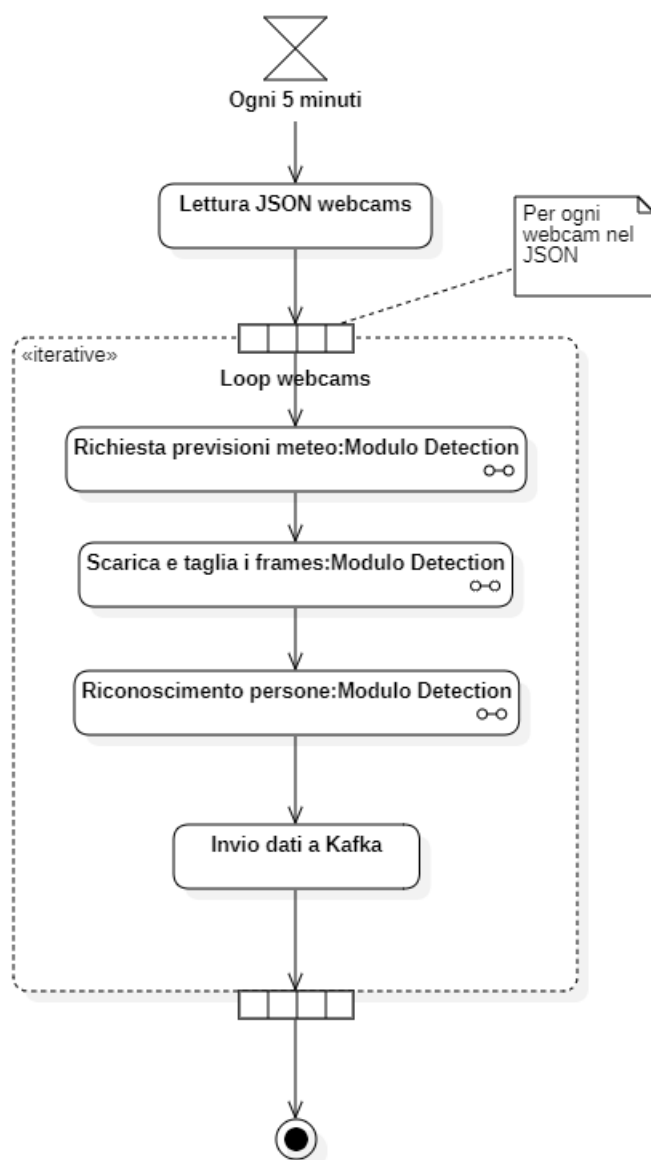 Ogni 5 minuti
Lettura JSON webcams
Per ogni
webcam nel
JSON
«iterative»
Loop webcams
Richiesta previsioni meteo:Modulo Detection
Scarica e taglia i frames:Modulo Detection
Riconoscimento persone:Modulo Detection
Invio dati a Kafka